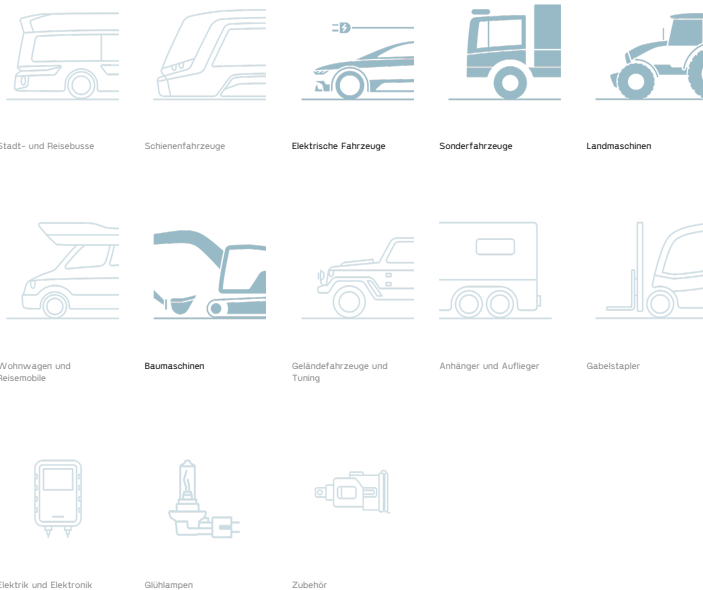 Stadt- und Reisebusse
Schienenfahrzeuge
Elektrische Fahrzeuge
Sonderfahrzeuge
Landmaschinen
Wohnwagen und
Reisemobile
Baumaschinen
Geländefahrzeuge und
Tuning
Anhänger und Auflieger
Gabelstapler
Elektrik und Elektronik
Glühlampen
Zubehör